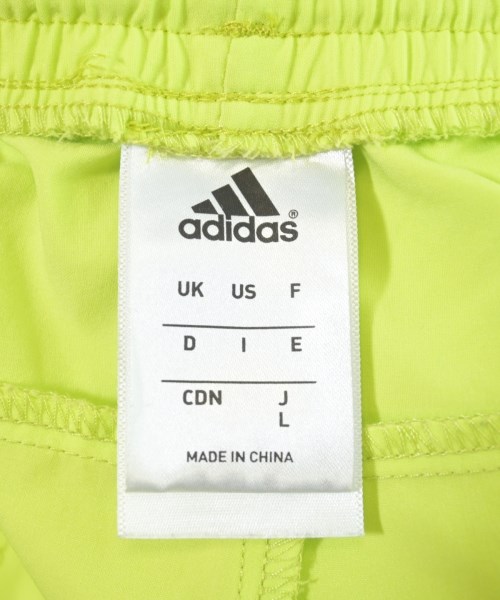 adidas®
UK US F
D I E
CDN J
L
MADE IN CHINA